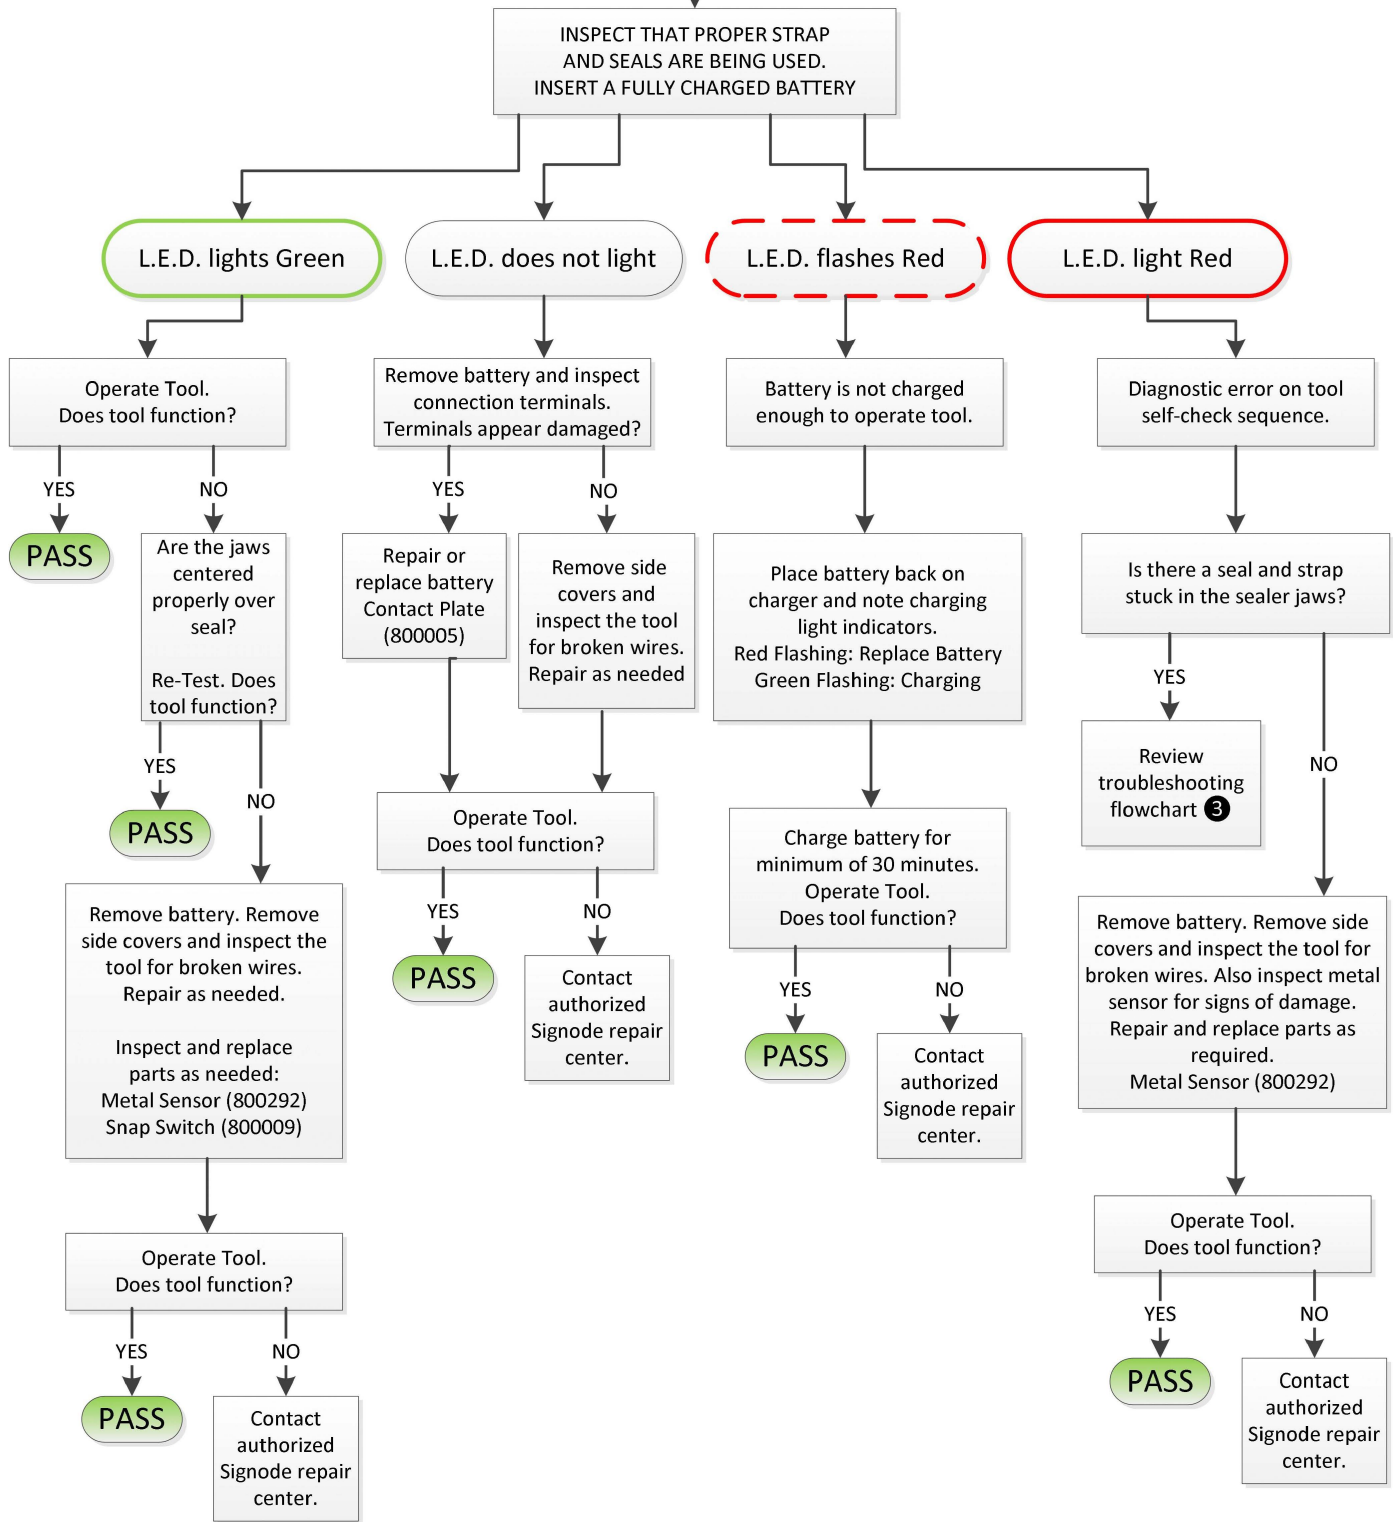 INSPECT THAT PROPER STRAP
AND SEALS ARE BEING USED.
INSERT A FULLY CHARGED BATTERY
L.E.D. lights Green
L.E.D. does not light
L.E.D. flashes Red
L.E.D. light Red
Operate Tool.
Does tool function?
YES
NO
PASS
Are the jaws
centered
properly over
seal?
Re-Test. Does
tool function?
YES
NO
PASS
Remove battery. Remove
side covers and inspect the
tool for broken wires.
Repair as needed.
Inspect and replace
parts as needed:
Metal Sensor (800292)
Snap Switch (800009)
Operate Tool.
Does tool function?
YES
NO
PASS
Contact
authorized
Signode repair
center.
Remove battery and inspect
connection terminals.
Terminals appear damaged?
YES
NO
Repair or
replace battery
Contact Plate
(800005)
Remove side
covers and
inspect the tool
for broken wires.
Repair as needed
Operate Tool.
Does tool function?
YES
NO
PASS
Contact
authorized
Signode repair
center.
Battery is not charged
enough to operate tool.
Place battery back on
charger and note charging
light indicators.
Red Flashing: Replace Battery
Green Flashing: Charging
Charge battery for
minimum of 30 minutes.
Operate Tool.
Does tool function?
YES
NO
PASS
Contact
authorized
Signode repair
center.
Diagnostic error on tool
self-check sequence.
Is there a seal and strap
stuck in the sealer jaws?
YES
NO
Review
troubleshooting
flowchart 3
Remove battery. Remove side
covers and inspect the tool for
broken wires. Also inspect metal
sensor for signs of damage.
Repair and replace parts as
required.
Metal Sensor (800292)
Operate Tool.
Does tool function?
YES
NO
PASS
Contact
authorized
Signode repair
center.